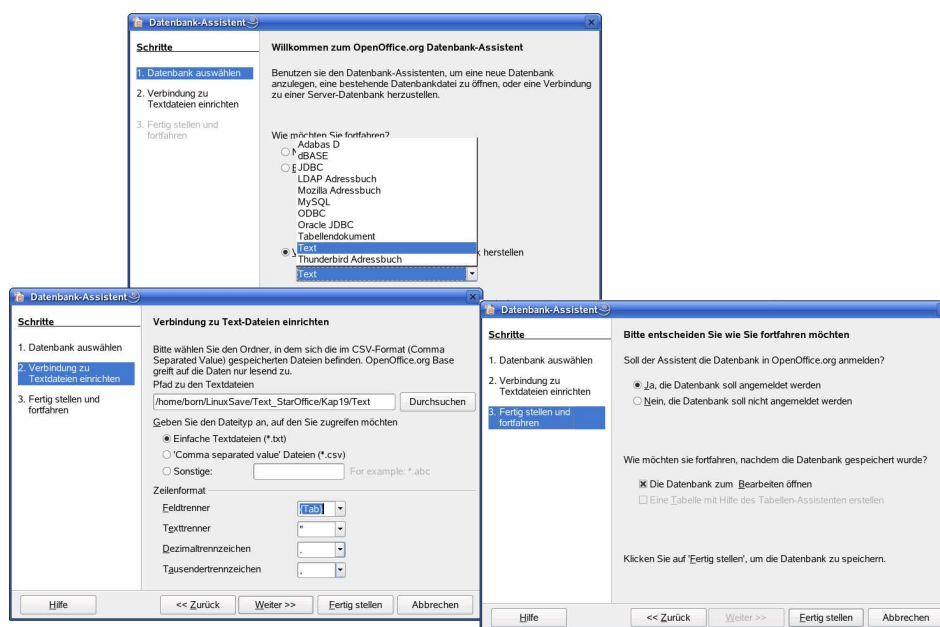 Datenbank-Assistent
Schritte
1. Datenbank auswählen
2. Verbindung zu
Textdateien einrichten
3. Fertig stellen und
fortfahren
Willkommen zum OpenOffice.org Datenbank-Assistent
Benutzen sie den Datenbank-Assistenten, um eine neue Datenbank
anzulegen, eine bestehende Datenbankdatei zu öffnen, oder eine Verbindung
zu einer Server-Datenbank herzustellen.
Wie möchten Sie fortfahren?
Adabas D
dBASE
JDBC
LDAP Adressbuch
Mozilla Adressbuch
MySQL
ODBC
Oracle JDBC
Tabellendokument
Text
Thunderbird Adressbuch
herstellen
Text
Datenbank-Assistent
Schritte
1. Datenbank auswählen
2. Verbindung zu
Textdateien einrichten
3. Fertig stellen und
fortfahren
Verbindung zu Text-Dateien einrichten
Bitte wählen Sie den Ordner, in dem sich die im CSV-Format (Comma
Separated Value) gespeicherten Dateien befinden. OpenOffice.org Base
greift auf die Daten nur lesend zu.
Pfad zu den Textdateien
/home/born/LinuxSave/Text_StarOffice/Kap19/Text
Durchsuchen
Geben Sie den Dateityp an, auf den Sie zugreifen möchten
Einfache Textdateien (*.txt)
'Comma separated value' Dateien (*.csv)
Sonstige:
For example: *.abc
Zeilenformat
Feldtrenner
{Tab}
Texttrenner
"
Dezimaltrennzeichen
.
Tausendertrennzeichen
,
Hilfe
<< Zurück
Weiter >>
Fertig stellen
Abbrechen
Datenbank-Assistent
Schritte
1. Datenbank auswählen
2. Verbindung zu
Textdateien einrichten
3. Fertig stellen und
fortfahren
Bitte entscheiden Sie wie Sie fortfahren möchten
Soll der Assistent die Datenbank in OpenOffice.org anmelden?
Ja, die Datenbank soll angemeldet werden
Nein, die Datenbank soll nicht angemeldet werden
Wie möchten sie fortfahren, nachdem die Datenbank gespeichert wurde?
Die Datenbank zum Bearbeiten öffnen
Eine Tabelle mit Hilfe des Tabellen-Assistenten erstellen
Klicken Sie auf 'Fertig stellen', um die Datenbank zu speichern.
Hilfe
<< Zurück
Weiter >>
Fertig stellen
Abbrechen